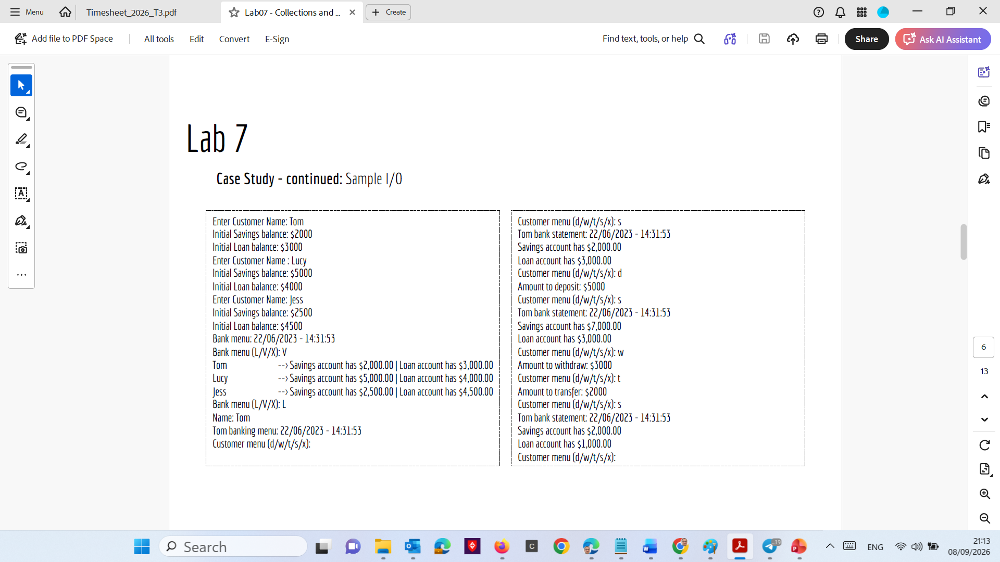 Menu
Timesheet_2026_T3.pdf
Lab07 - Collections and ...
Create
Add file to PDF Space
All tools
Edit
Convert
E-Sign
Find text, tools, or help
Share
Ask AI Assistant
Lab 7
Case Study - continued: Sample I/O
Enter Customer Name: Tom
Initial Savings balance: $2000
Initial Loan balance: $3000
Enter Customer Name : Lucy
Initial Savings balance: $5000
Initial Loan balance: $4000
Enter Customer Name: Jess
Initial Savings balance: $2500
Initial Loan balance: $4500
Bank menu: 22/06/2023 - 14:31:53
Bank menu (L/V/X): V
Tom --> Savings account has $2,000.00 | Loan account has $3,000.00
Lucy --> Savings account has $5,000.00 | Loan account has $4,000.00
Jess --> Savings account has $2,500.00 | Loan account has $4,500.00
Bank menu (L/V/X): L
Name: Tom
Tom banking menu: 22/06/2023 - 14:31:53
Customer menu (d/w/t/s/x):
Customer menu (d/w/t/s/x): s
Tom bank statement: 22/06/2023 - 14:31:53
Savings account has $2,000.00
Loan account has $3,000.00
Customer menu (d/w/t/s/x): d
Amount to deposit: $5000
Customer menu (d/w/t/s/x): s
Tom bank statement: 22/06/2023 - 14:31:53
Savings account has $7,000.00
Loan account has $3,000.00
Customer menu (d/w/t/s/x): w
Amount to withdraw: $3000
Customer menu (d/w/t/s/x): t
Amount to transfer: $2000
Customer menu (d/w/t/s/x): s
Tom bank statement: 22/06/2023 - 14:31:53
Savings account has $2,000.00
Loan account has $1,000.00
Customer menu (d/w/t/s/x):
6
13
Search
19
ENG
21:13
08/09/2026